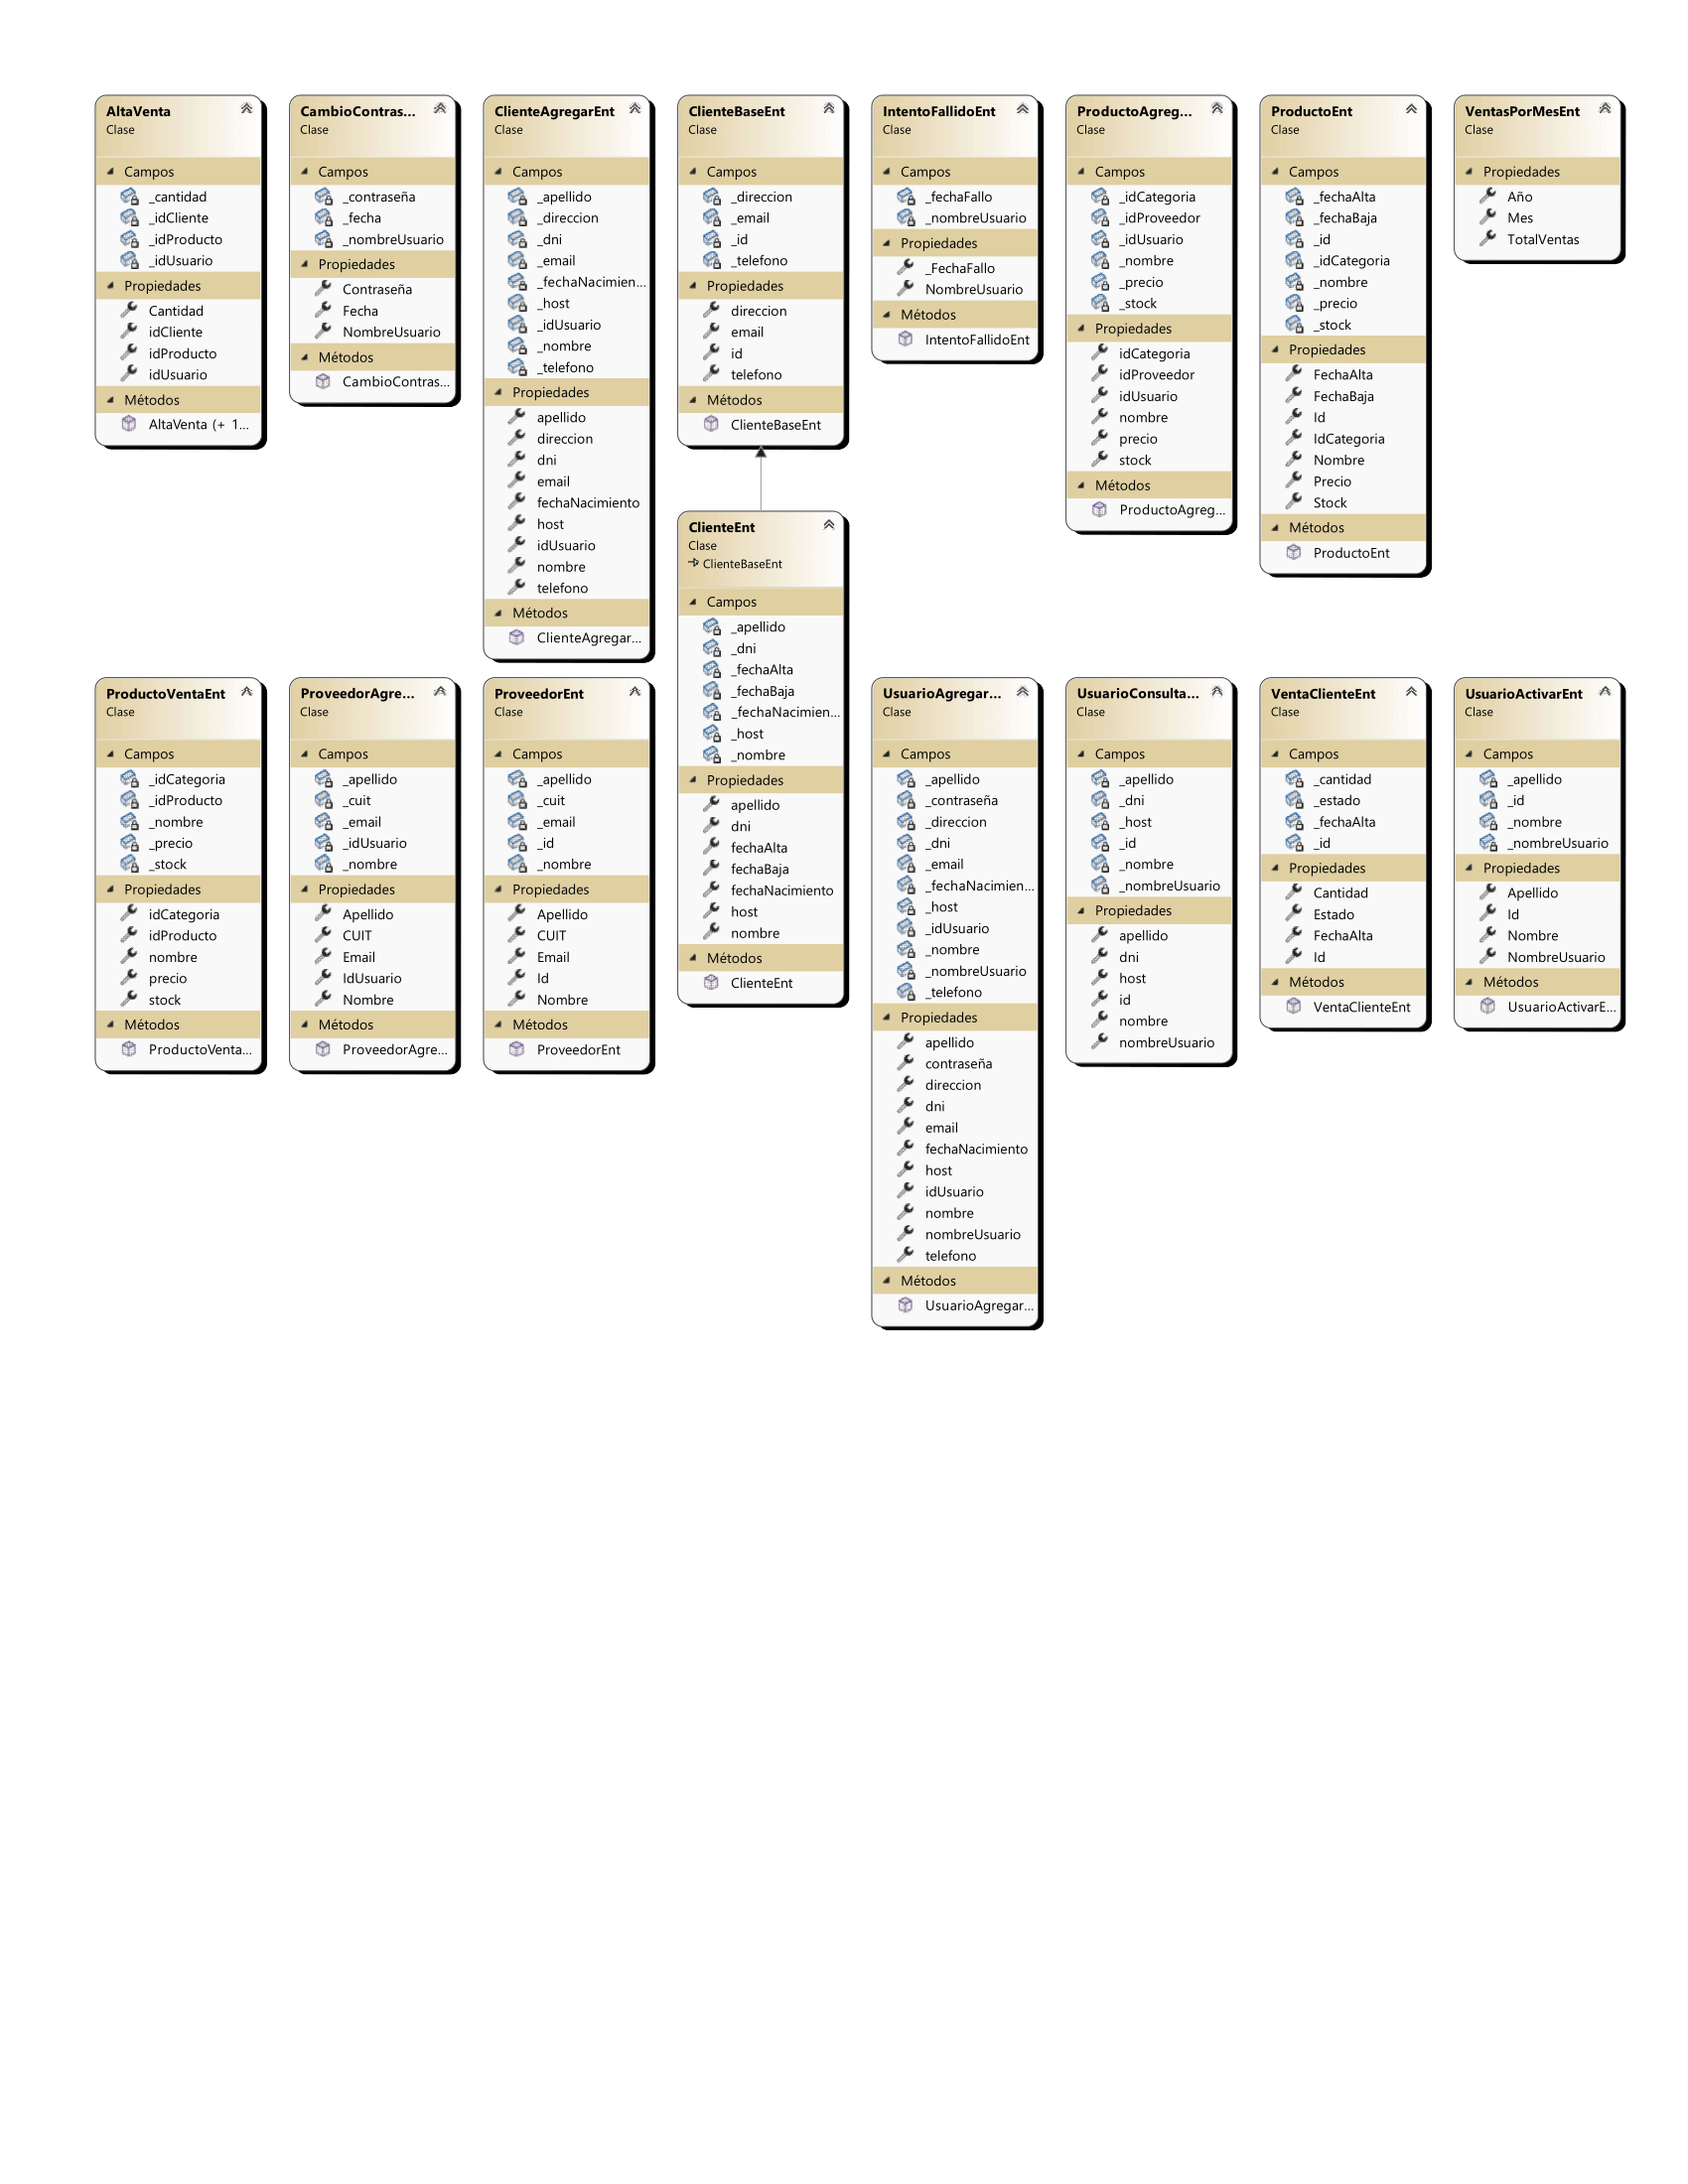 AltaVenta
Clase
Campos
_cantidad
_idCliente
_idProducto
_idUsuario
Propiedades
Cantidad
idCliente
idProducto
idUsuario
Métodos
AltaVenta (+ 1...
CambioContras...
Clase
Campos
_contraseña
_fecha
_nombreUsuario
Propiedades
Contraseña
Fecha
NombreUsuario
Métodos
CambioContras...
ClienteAgregarEnt
Clase
Campos
_apellido
_direccion
_dni
_email
_fechaNacimien...
_host
_idUsuario
_nombre
_telefono
Propiedades
apellido
direccion
dni
email
fechaNacimiento
host
idUsuario
nombre
telefono
Métodos
ClienteAgregar...
ClienteBaseEnt
Clase
Campos
_direccion
_email
_id
_telefono
Propiedades
direccion
email
id
telefono
Métodos
ClienteBaseEnt
IntentoFallidoEnt
Clase
Campos
_fechaFallo
_nombreUsuario
Propiedades
_FechaFallo
NombreUsuario
Métodos
IntentoFallidoEnt
ProductoAgreg...
Clase
Campos
_idCategoria
_idProveedor
_idUsuario
_nombre
_precio
_stock
Propiedades
idCategoria
idProveedor
idUsuario
nombre
precio
stock
Métodos
ProductoAgreg...
ProductoEnt
Clase
Campos
_fechaAlta
_fechaBaja
_id
_idCategoria
_nombre
_precio
_stock
Propiedades
FechaAlta
FechaBaja
Id
IdCategoria
Nombre
Precio
Stock
Métodos
ProductoEnt
VentasPorMesEnt
Clase
Propiedades
Año
Mes
TotalVentas
ClienteEnt
Clase
ClienteBaseEnt
Campos
_apellido
_dni
_fechaAlta
_fechaBaja
_fechaNacimien...
_host
_nombre
Propiedades
apellido
dni
fechaAlta
fechaBaja
fechaNacimiento
host
nombre
Métodos
ClienteEnt
ProductoVentaEnt
Clase
Campos
_idCategoria
_idProducto
_nombre
_precio
_stock
Propiedades
idCategoria
idProducto
nombre
precio
stock
Métodos
ProductoVenta...
ProveedorAgre...
Clase
Campos
_apellido
_cuit
_email
_idUsuario
_nombre
Propiedades
Apellido
CUIT
Email
IdUsuario
Nombre
Métodos
ProveedorAgre...
ProveedorEnt
Clase
Campos
_apellido
_cuit
_email
_id
_nombre
Propiedades
Apellido
CUIT
Email
Id
Nombre
Métodos
ProveedorEnt
UsuarioAgregar...
Clase
Campos
_apellido
_contraseña
_direccion
_dni
_email
_fechaNacimien...
_host
_idUsuario
_nombre
_nombreUsuario
_telefono
Propiedades
apellido
contraseña
direccion
dni
email
fechaNacimiento
host
idUsuario
nombre
nombreUsuario
telefono
Métodos
UsuarioAgregar...
UsuarioConsulta...
Clase
Campos
_apellido
_dni
_host
_id
_nombre
_nombreUsuario
Propiedades
apellido
dni
host
id
nombre
nombreUsuario
VentaClienteEnt
Clase
Campos
_cantidad
_estado
_fechaAlta
_id
Propiedades
Cantidad
Estado
FechaAlta
Id
Métodos
VentaClienteEnt
UsuarioActivarEnt
Clase
Campos
_apellido
_id
_nombre
_nombreUsuario
Propiedades
Apellido
Id
Nombre
NombreUsuario
Métodos
UsuarioActivarE...